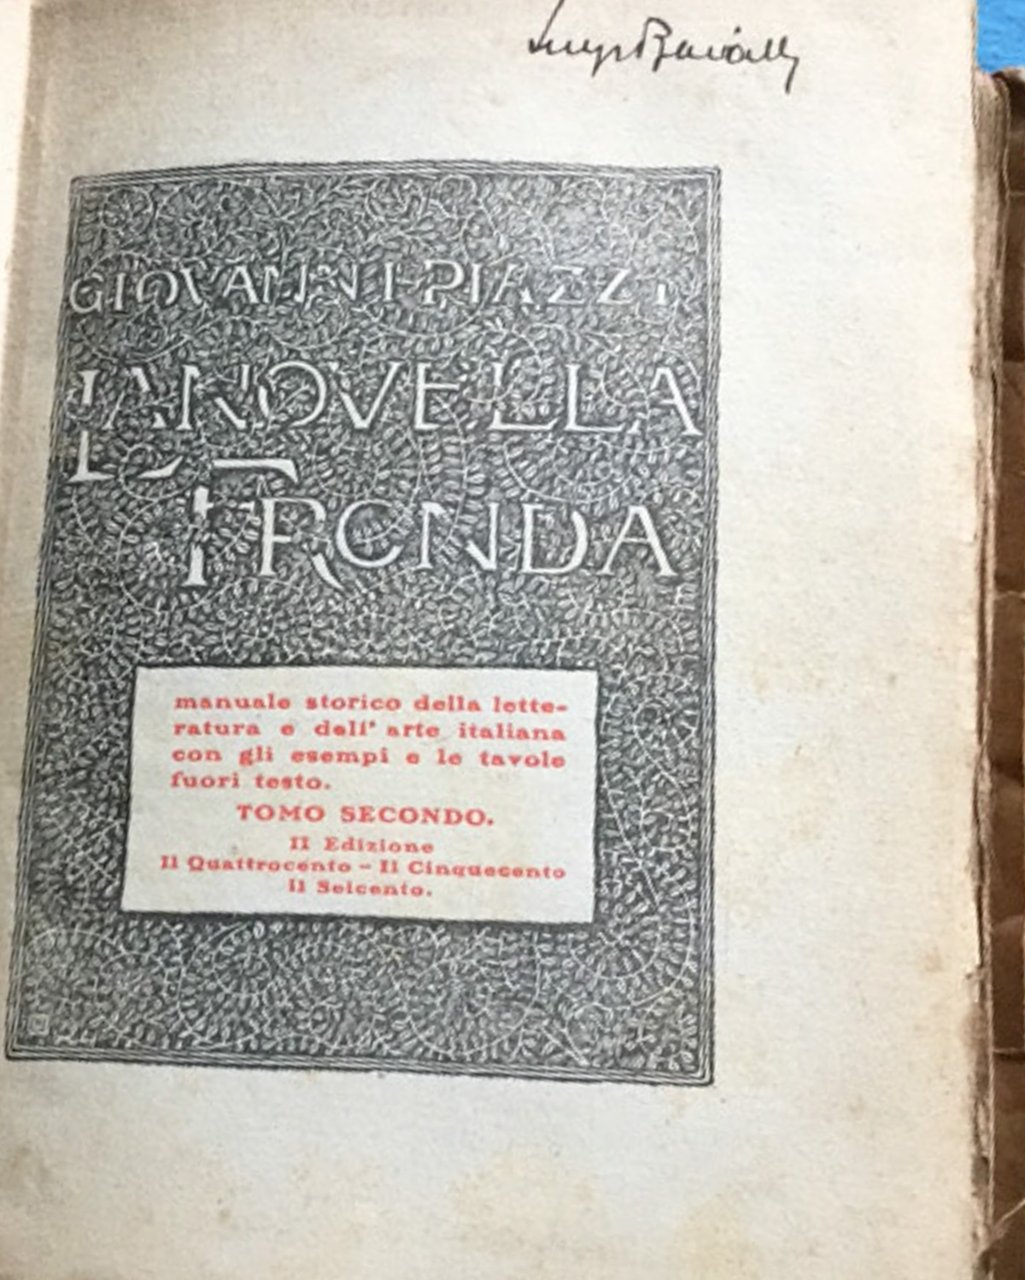 GIOVANNI PIAZZI
LA NOVELLA
FRONDA
manuale storico della lette-
ratura e dell' arte italiana
con gli esempi e le tavole
fuori testo.
TOMO SECONDO.
II Edizione
Il Quattrocento - Il Cinquecento
Il Seicento.